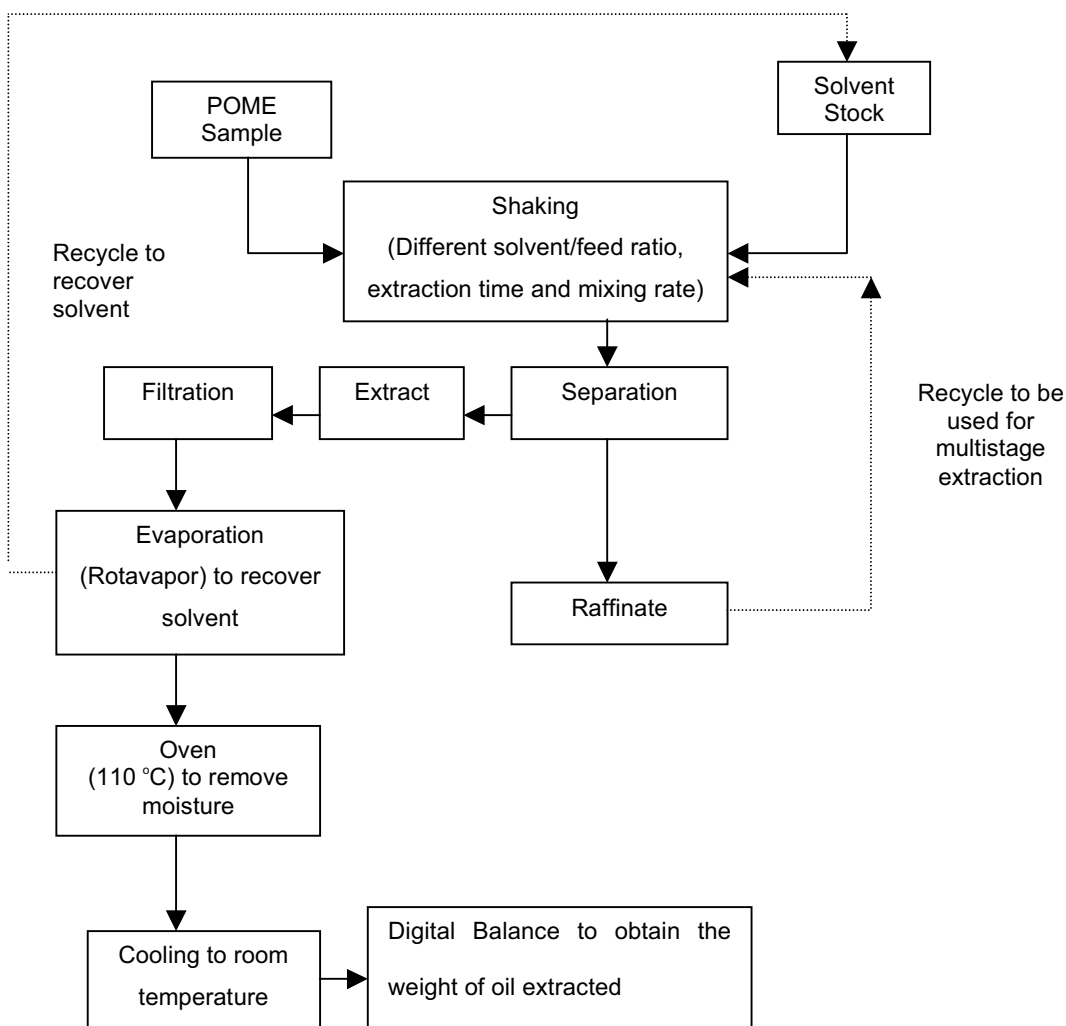 POME
Sample
Solvent
Stock
Shaking
(Different solvent/feed ratio,
extraction time and mixing rate)
Recycle to
recover
solvent
Filtration
Extract
Separation
Recycle to be
used for
multistage
extraction
Evaporation
(Rotavapor) to recover
solvent
Raffinate
Oven
(110 °C) to remove
moisture
Cooling to room
temperature
Digital Balance to obtain the
weight of oil extracted